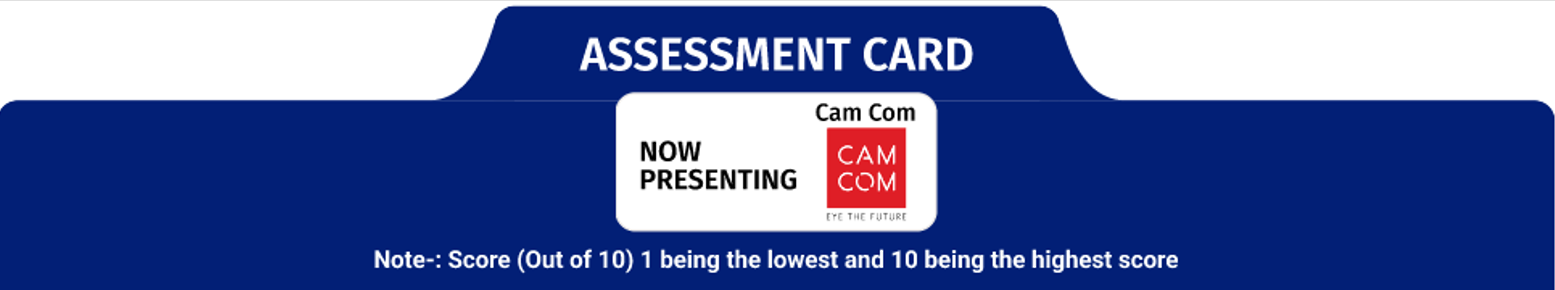 ASSESSMENT CARD
NOW
PRESENTING
Cam Com
CAM
COM
EYE THE FUTURE
Note-: Score (Out of 10) 1 being the lowest and 10 being the highest score